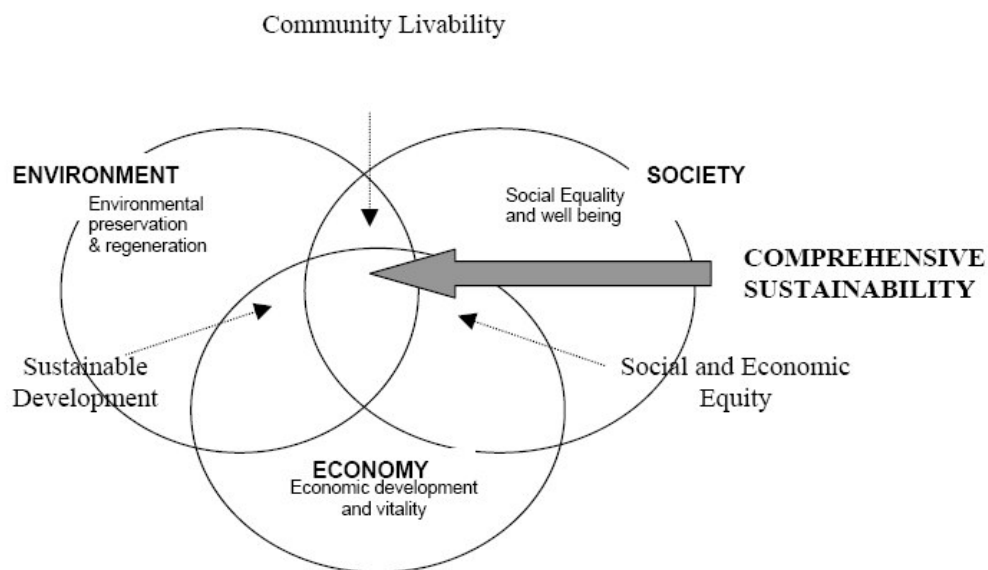 Community Livability
ENVIRONMENT
Environmental
preservation
& regeneration
SOCIETY
Social Equality
and well being
COMPREHENSIVE
SUSTAINABILITY
Sustainable
Development
Social and Economic
Equity
ECONOMY
Economic development
and vitality